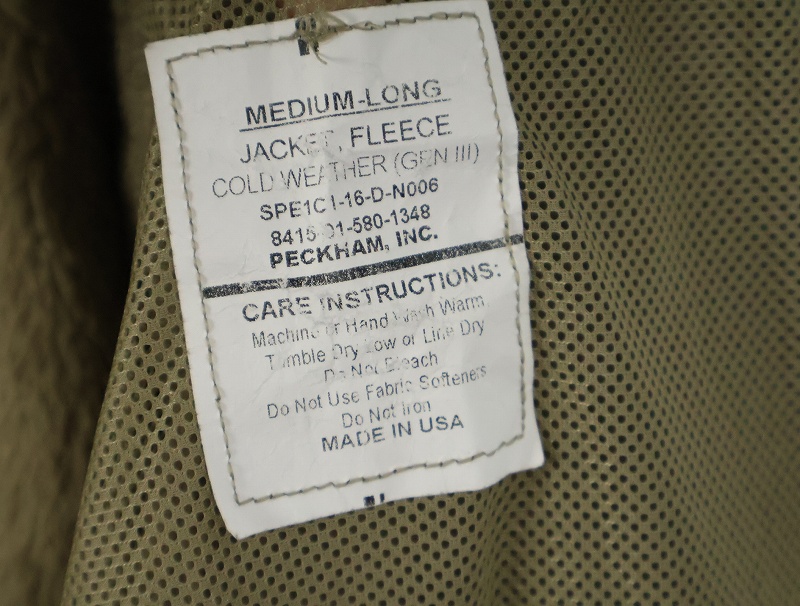 MEDIUM-LONG
JACKET, FLEECE
COLD WEATHER (GEN III)
SPE1C1-16-D-N006
8415-01-580-1348
PECKHAM, INC.
CARE INSTRUCTIONS:
Machine or Hand Wash Warm
Tumble Dry Low or Line Dry
Do Not Bleach
Do Not Use Fabric Softeners
Do Not Iron
MADE IN USA